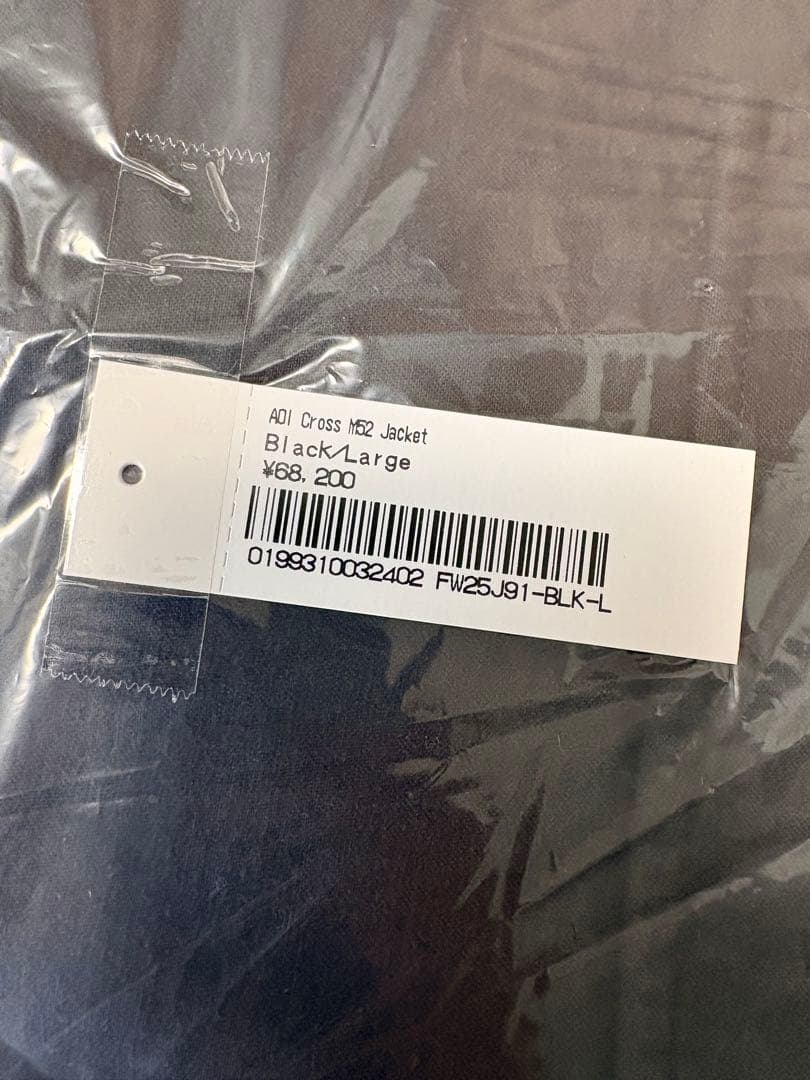 AOI Cross M52 Jacket
Black/Large
¥68,200
0199310032402 FW25J91-BLK-L